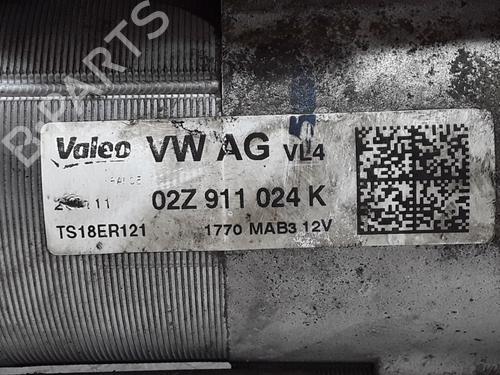 B-PARTS
Valeo VW AG VL4
02Z 911 024 K
TS18ER121 1770 MAB3 12V